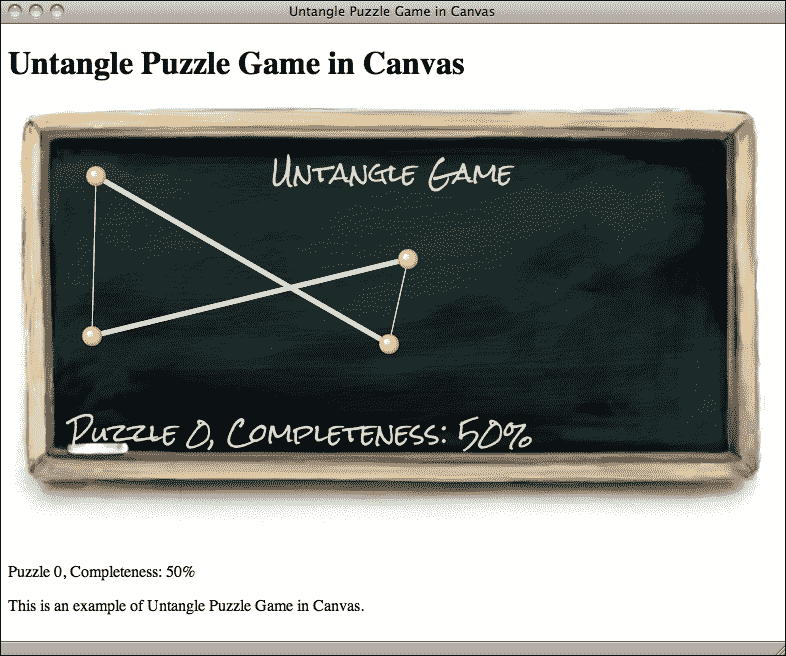 Untangle Puzzle Game in Canvas
Untangle Puzzle Game in Canvas
Untangle Game
Puzzle 0, Completeness: 50%
Puzzle 0, Completeness: 50%
This is an example of Untangle Puzzle Game in Canvas.